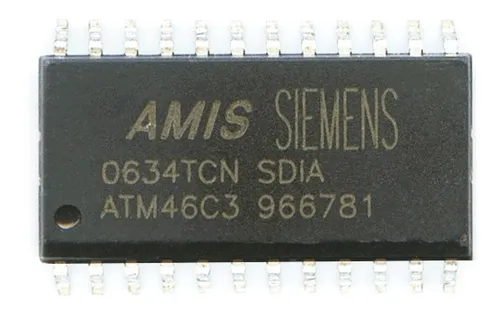 AMIS SIEMENS
0634TCN SDIA
ATM46C3 966781